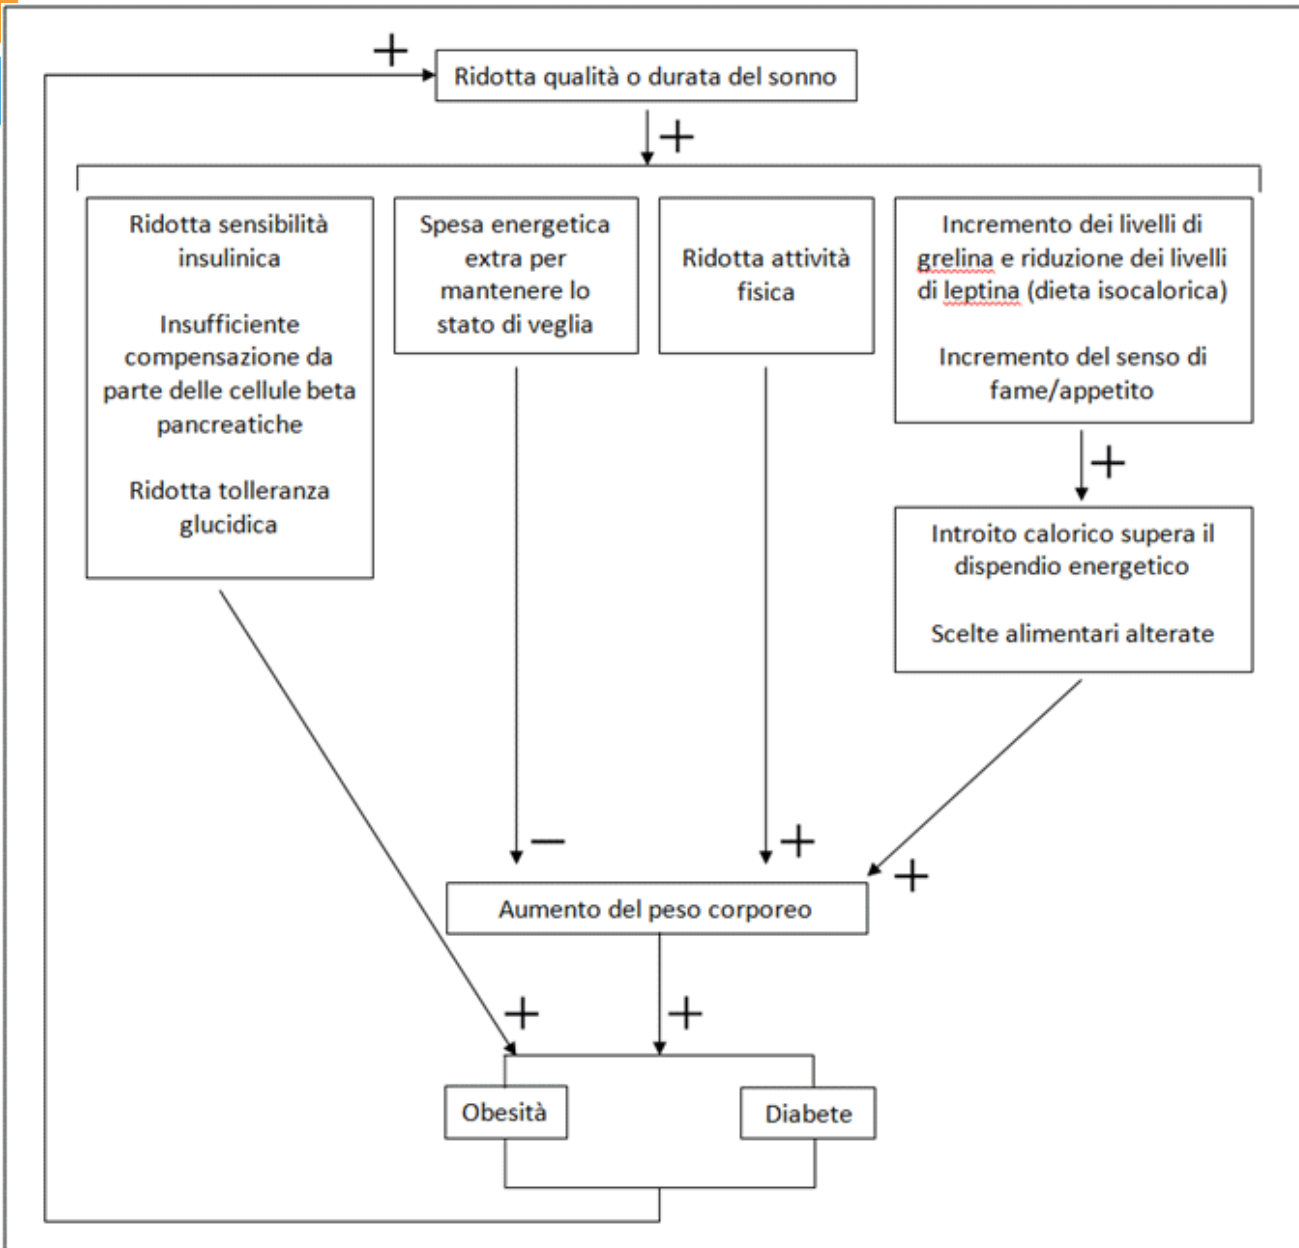 +
Ridotta qualità o durata del sonno
+
Ridotta sensibilità
insulinica
Insufficiente
compensazione da
parte delle cellule beta
pancreatiche
Ridotta tolleranza
glucidica
Spesa energetica
extra per
mantenere lo
stato di veglia
Ridotta attività
fisica
Incremento dei livelli di
grelina e riduzione dei livelli
di leptina (dieta isocalorica)
Incremento del senso di
fame/appetito
+
Introito calorico supera il
dispendio energetico
Scelte alimentari alterate
−
+
+
Aumento del peso corporeo
+
+
Obesità
Diabete